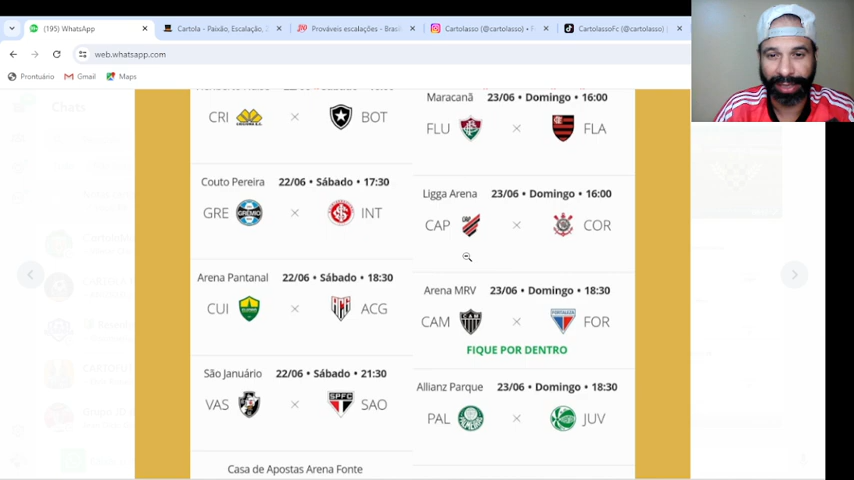 (195) WhatsApp
Cartola - Paixão, Escalação, Z
Prováveis escalações - Brasil
Cartolasso (@cartolasso) • F
CartolassoFc (@cartolasso) |
web.whatsapp.com
Prontuário
Gmail
Maps
Chats
CRI × BOT
Couto Pereira 22/06 • Sábado • 17:30
GRE × INT
Arena Pantanal 22/06 • Sábado • 18:30
CUI × ACG
São Januário 22/06 • Sábado • 21:30
VAS × SAO
Casa de Apostas Arena Fonte
Maracanã 23/06 • Domingo • 16:00
FLU × FLA
Ligga Arena 23/06 • Domingo • 16:00
CAP × COR
Arena MRV 23/06 • Domingo • 18:30
CAM × FOR
FIQUE POR DENTRO
Allianz Parque 23/06 • Domingo • 18:30
PAL × JUV